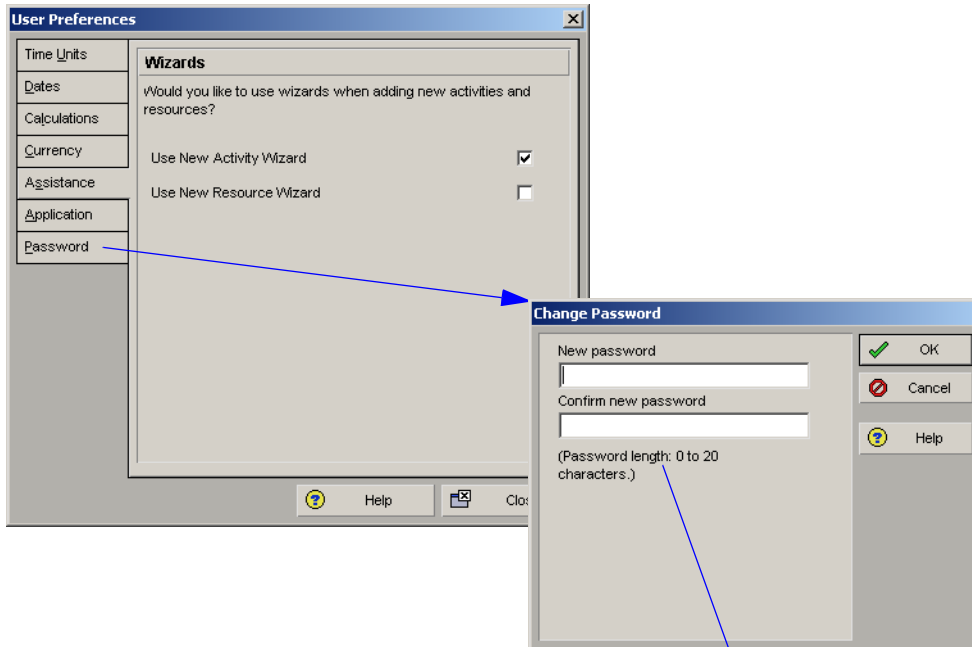 User Preferences
Time Units
Dates
Calculations
Currency
Assistance
Application
Password
Wizards
Would you like to use wizards when adding new activities and
resources?
Use New Activity Wizard
Use New Resource Wizard
Help
Clo
Change Password
New password
Confirm new password
(Password length: 0 to 20
characters.)
OK
Cancel
Help